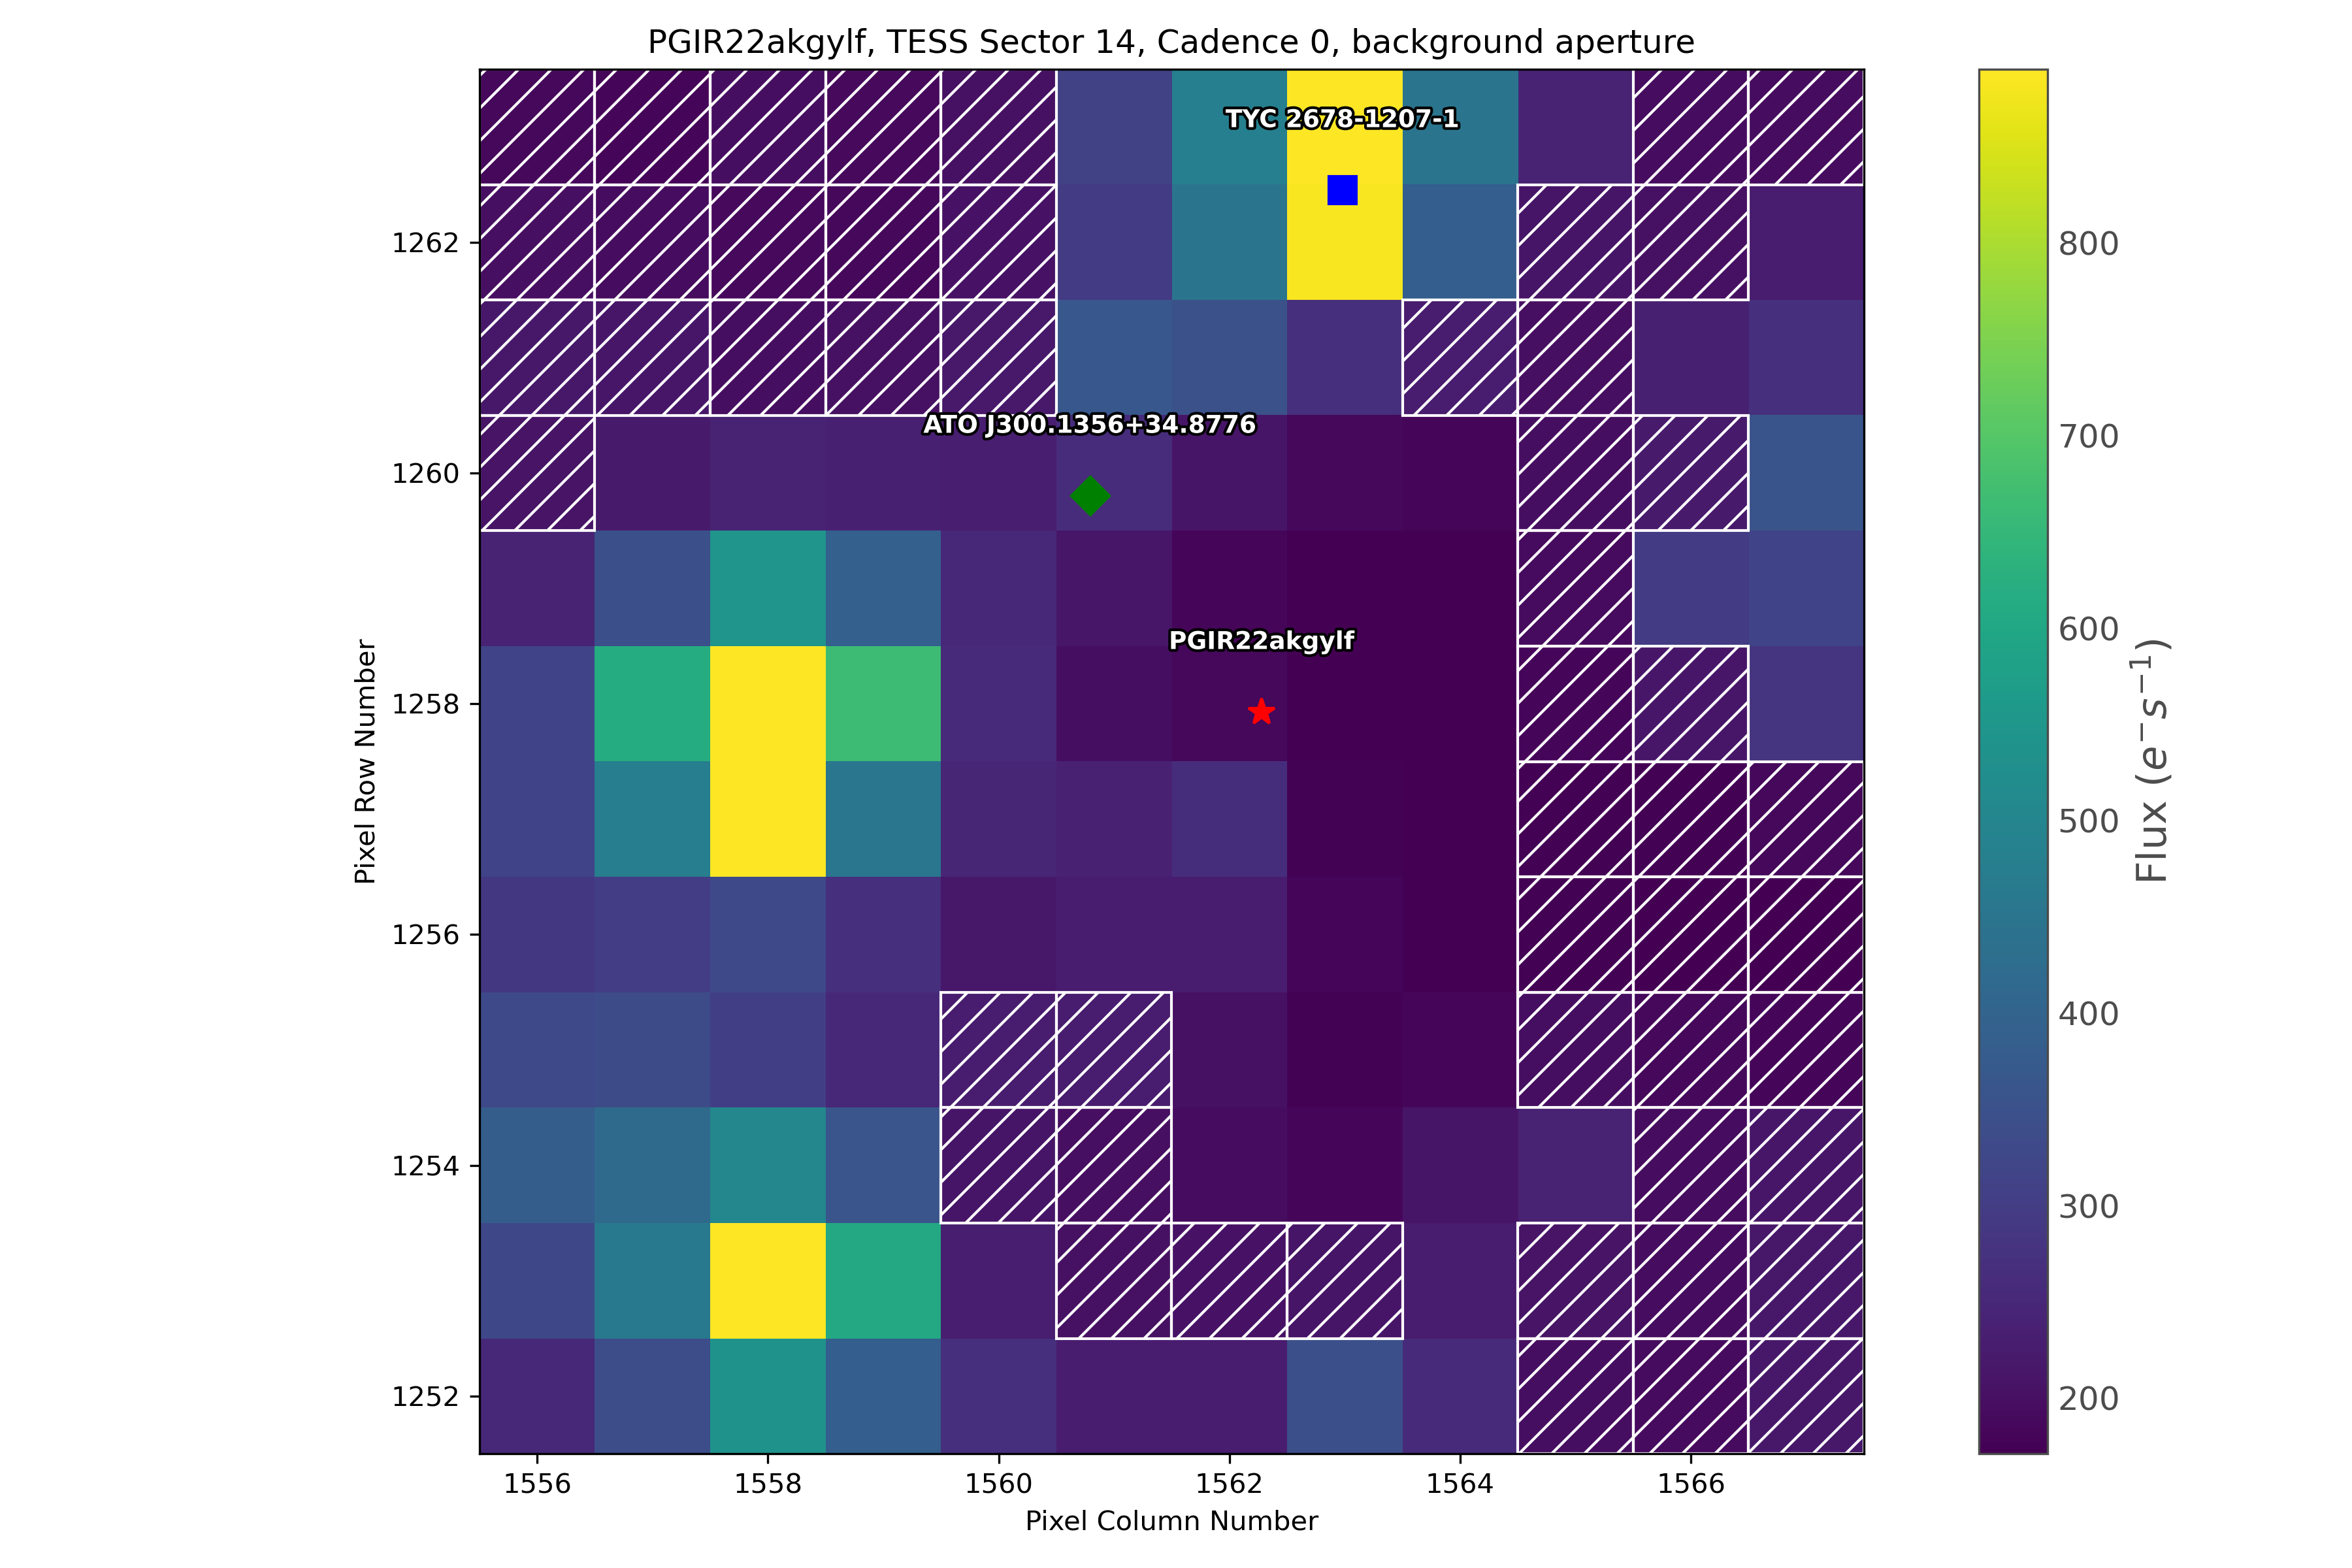 PGIR22akgylf, TESS Sector 14, Cadence 0, background aperture
TYC 2678-1207-1
ATO J300.1356+34.8776
PGIR22akgylf
Pixel Row Number
1262
1260
1258
1256
1254
1252
1556 1558 1560 1562 1564 1566
Pixel Column Number
800
700
600
500
400
300
200
Flux (e⁻s⁻¹)